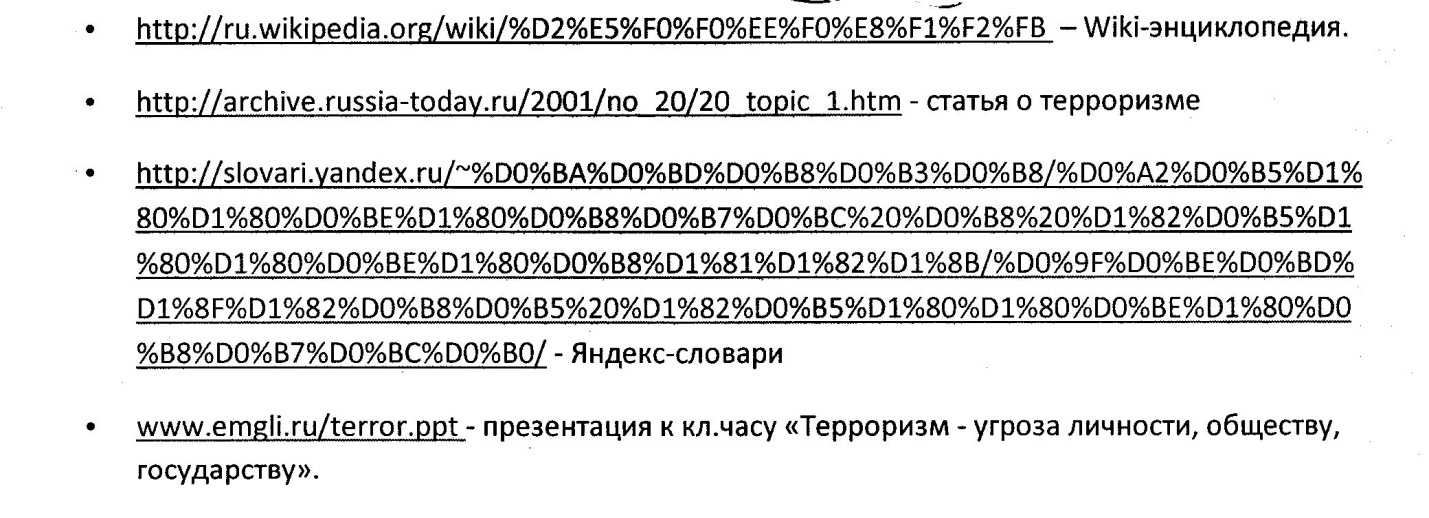 • http://ru.wikipedia.org/wiki/%D2%E5%F0%F0%EE%F0%E8%F1%F2%FB – Wiki-энциклопедия.
• http://archive.russia-today.ru/2001/no_20/20_topic_1.htm - статья о терроризме
• http://slovari.yandex.ru/~%D0%BA%D0%BD%D0%B8%D0%B3%D0%B8/%D0%A2%D0%B5%D1%
80%D1%80%D0%BE%D1%80%D0%B8%D0%B7%D0%BC%20%D0%B8%20%D1%82%D0%B5%D1
%80%D1%80%D0%BE%D1%80%D0%B8%D1%81%D1%82%D1%8B/%D0%9F%D0%BE%D0%BD%
D1%8F%D1%82%D0%B8%D0%B5%20%D1%82%D0%B5%D1%80%D1%80%D0%BE%D1%80%D0
%B8%D0%B7%D0%BC%D0%B0/ - Яндекс-словари
• www.emgli.ru/terror.ppt - презентация к кл.часу «Терроризм - угроза личности, обществу,
государству».